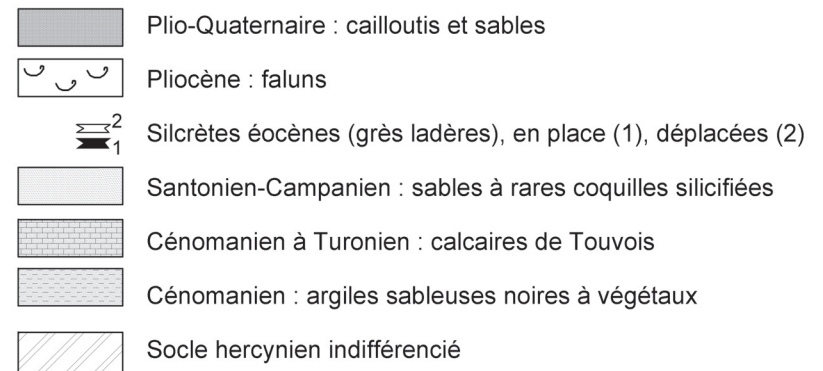 Plio-Quaternaire : cailloutis et sables
Pliocène : faluns
2
1
Silcrètes éocènes (grès ladères), en place (1), déplacées (2)
Santonien-Campanien : sables à rares coquilles silicifiées
Cénomanien à Turonien : calcaires de Touvois
Cénomanien : argiles sableuses noires à végétaux
Socle hercynien indifférencié